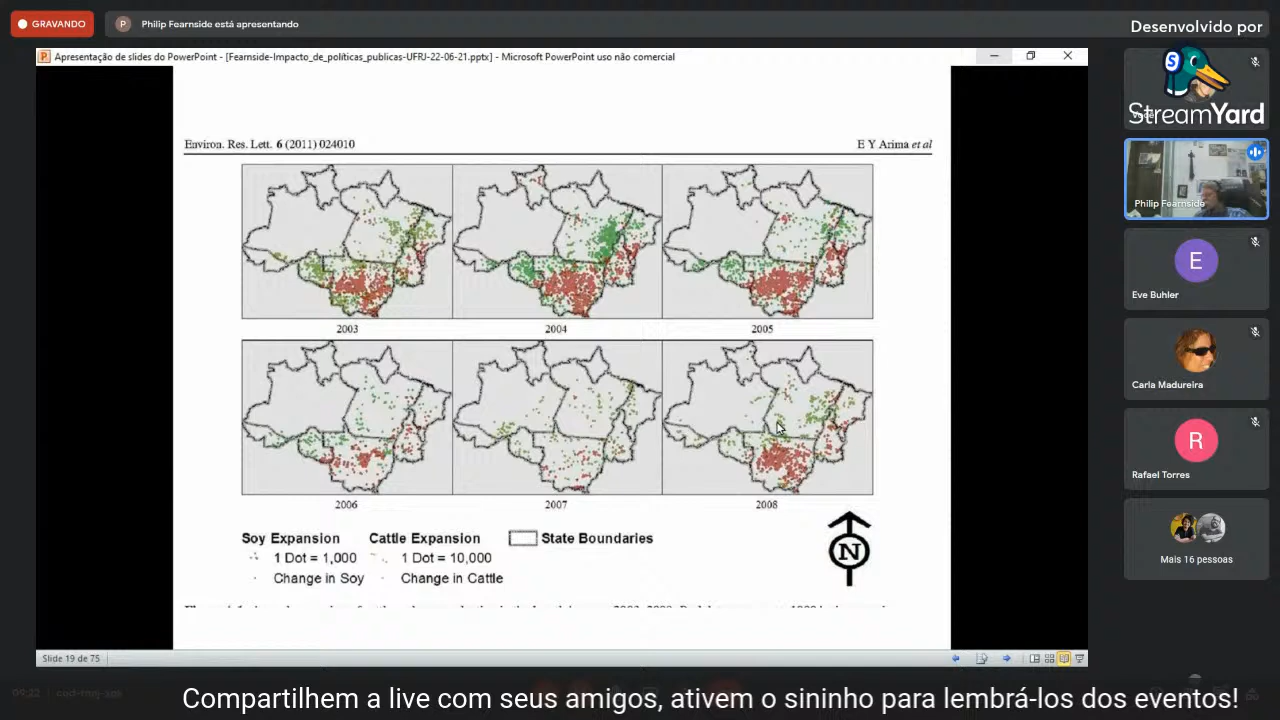 GRAVANDO
P
Philip Fearnside está apresentando
Desenvolvido por
StreamYard
P Apresentação de slides do PowerPoint - [Fearnside-Impacto_de_políticas_publicas-UFRJ-22-06-21.pptx] - Microsoft PowerPoint uso não comercial
Environ. Res. Lett. 6 (2011) 024010
E Y Arima et al
2003
2004
2005
2006
2007
2008
Soy Expansion
Cattle Expansion
State Boundaries
1 Dot = 1,000
1 Dot = 10,000
Change in Soy
Change in Cattle
N
Slide 19 de 75
Philip Fearnside
E
Eve Buhler
Carla Madureira
R
Rafael Torres
Mais 16 pessoas
09:22
Compartilhem a live com seus amigos, ativem o sininho para lembrá-los dos eventos!